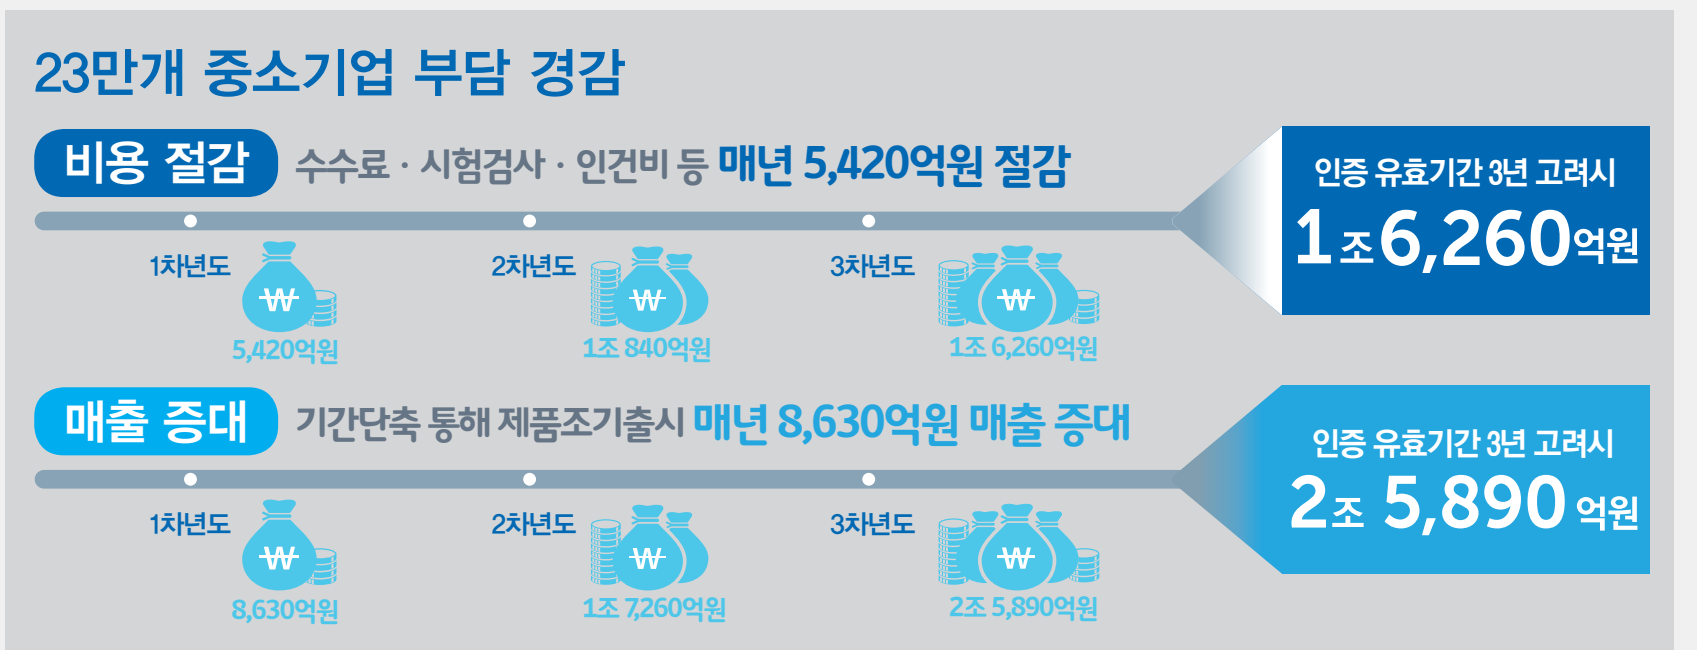 23만개 중소기업 부담 경감
비용 절감 수수료 · 시험검사 · 인건비 등 매년 5,420억원 절감
1차년도 2차년도 3차년도
₩ ₩ ₩
5,420억원 1조 840억원 1조 6,260억원
인증 유효기간 3년 고려시
1조 6,260억원
매출 증대 기간단축 통해 제품조기출시 매년 8,630억원 매출 증대
1차년도 2차년도 3차년도
₩ ₩ ₩
8,630억원 1조 7,260억원 2조 5,890억원
인증 유효기간 3년 고려시
2조 5,890억원